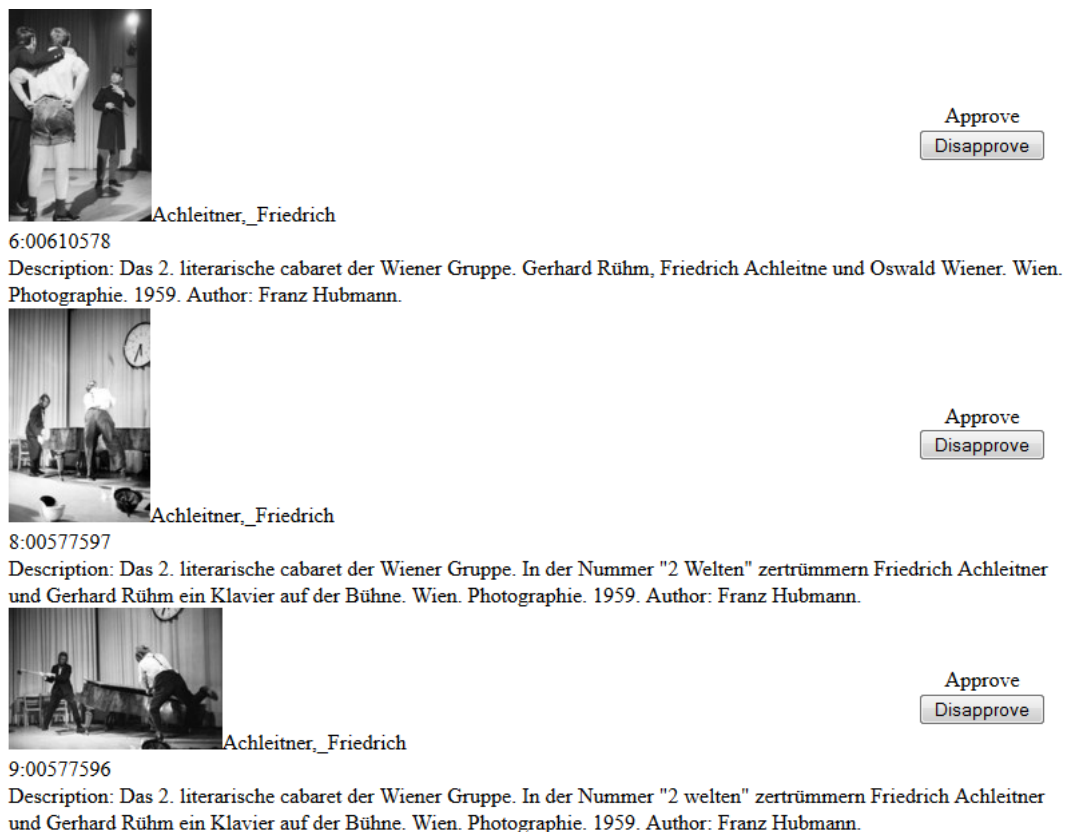 Approve
Disapprove
Achleitner,_Friedrich
6:00610578
Description: Das 2. literarische cabaret der Wiener Gruppe. Gerhard Rühm, Friedrich Achleitne und Oswald Wiener. Wien.
Photographie. 1959. Author: Franz Hubmann.
Approve
Disapprove
Achleitner,_Friedrich
8:00577597
Description: Das 2. literarische cabaret der Wiener Gruppe. In der Nummer "2 Welten" zertrümmern Friedrich Achleitner
und Gerhard Rühm ein Klavier auf der Bühne. Wien. Photographie. 1959. Author: Franz Hubmann.
Approve
Disapprove
Achleitner,_Friedrich
9:00577596
Description: Das 2. literarische cabaret der Wiener Gruppe. In der Nummer "2 welten" zertrümmern Friedrich Achleitner
und Gerhard Rühm ein Klavier auf der Bühne. Wien. Photographie. 1959. Author: Franz Hubmann.